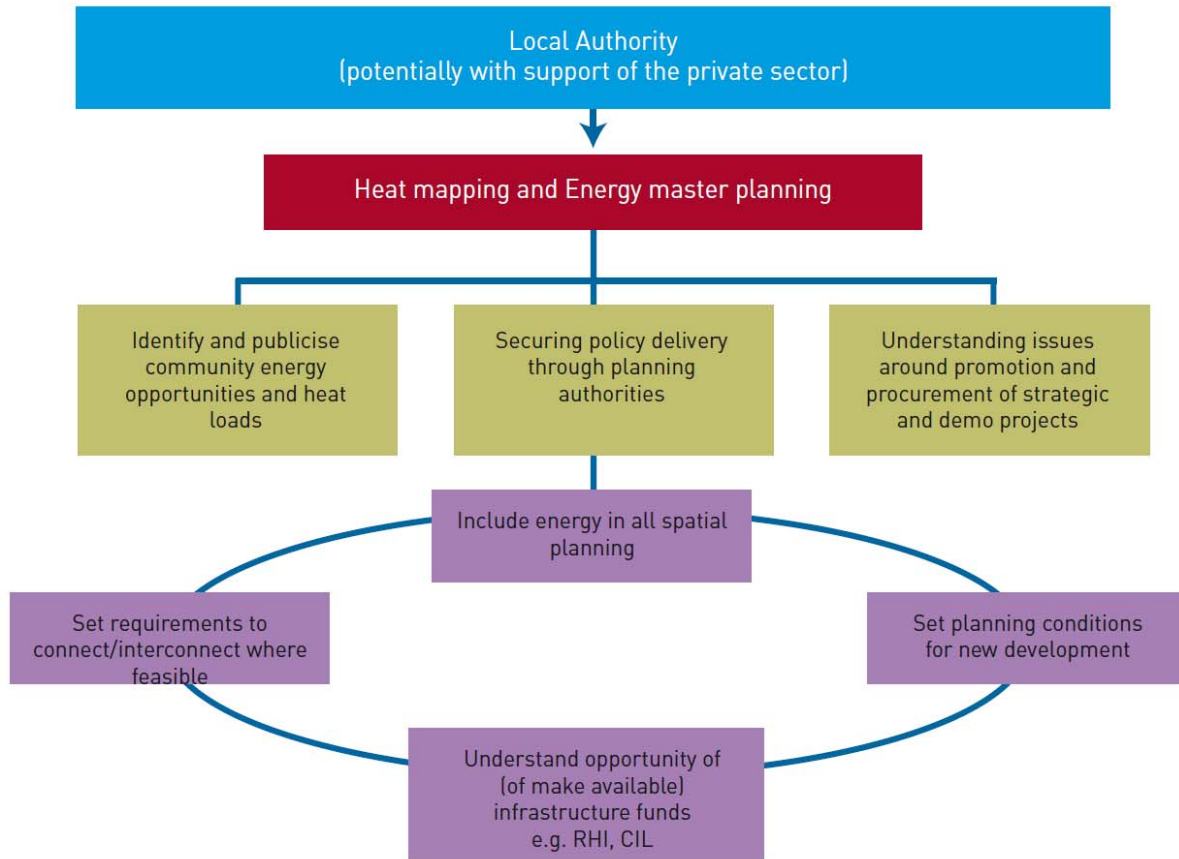 Local Authority
(potentially with support of the private sector)
Heat mapping and Energy master planning
Identify and publicise
community energy
opportunities and heat
loads
Securing policy delivery
through planning
authorities
Understanding issues
around promotion and
procurement of strategic
and demo projects
Include energy in all spatial
planning
Set requirements to
connect/interconnect where
feasible
Set planning conditions
for new development
Understand opportunity of
(of make available)
infrastructure funds
e.g. RHI, CIL